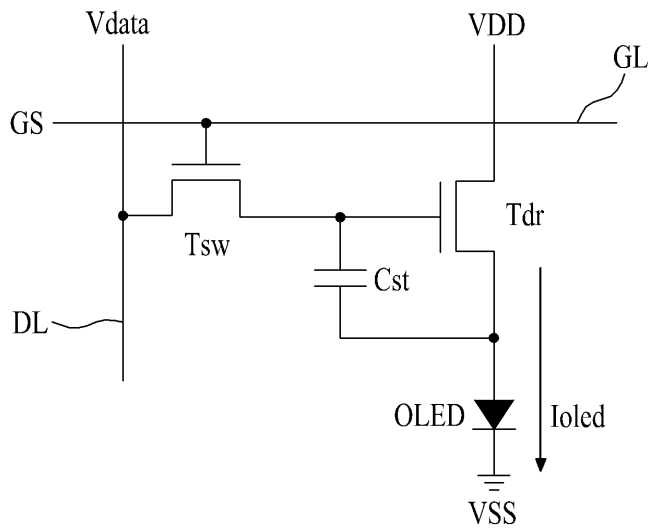 Vdata
VDD
GL
GS
Tdr
Tsw
Cst
DL
OLED
Ioled
VSS